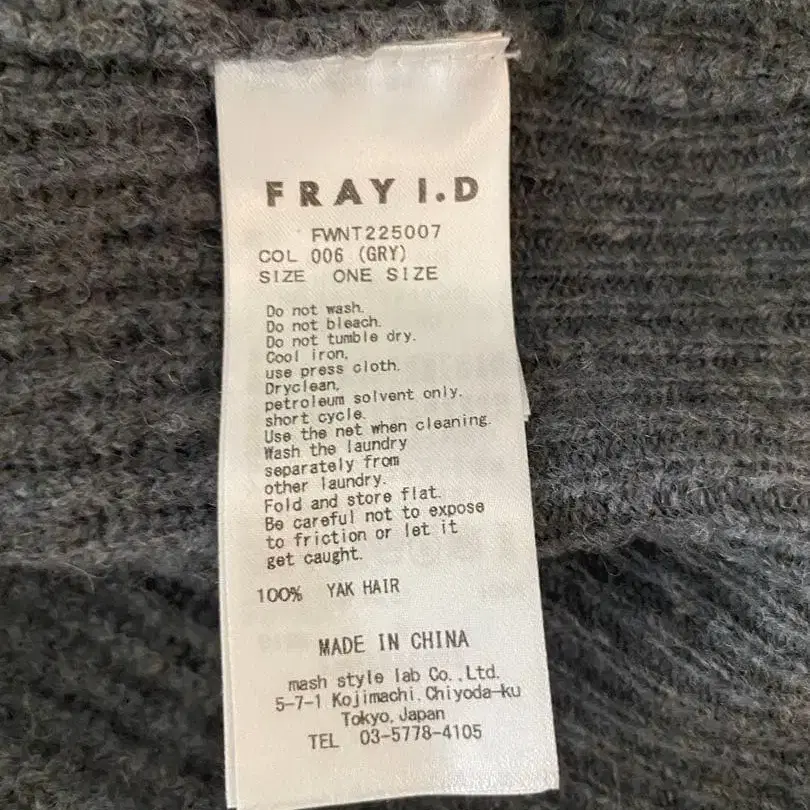 FRAY I.D
FWNT225007
COL 006 (GRY)
SIZE ONE SIZE
Do not wash.
Do not bleach.
Do not tumble dry.
Cool iron,
use press cloth.
Dryclean,
petroleum solvent only.
short cycle.
Use the net when cleaning.
Wash the laundry
separately from
other laundry.
Fold and store flat.
Be careful not to expose
to friction or let it
get caught.
100% YAK HAIR
MADE IN CHINA
mash style lab Co.,Ltd.
5-7-1 Kojimachi,Chiyoda-ku
Tokyo,Japan
TEL 03-5778-4105